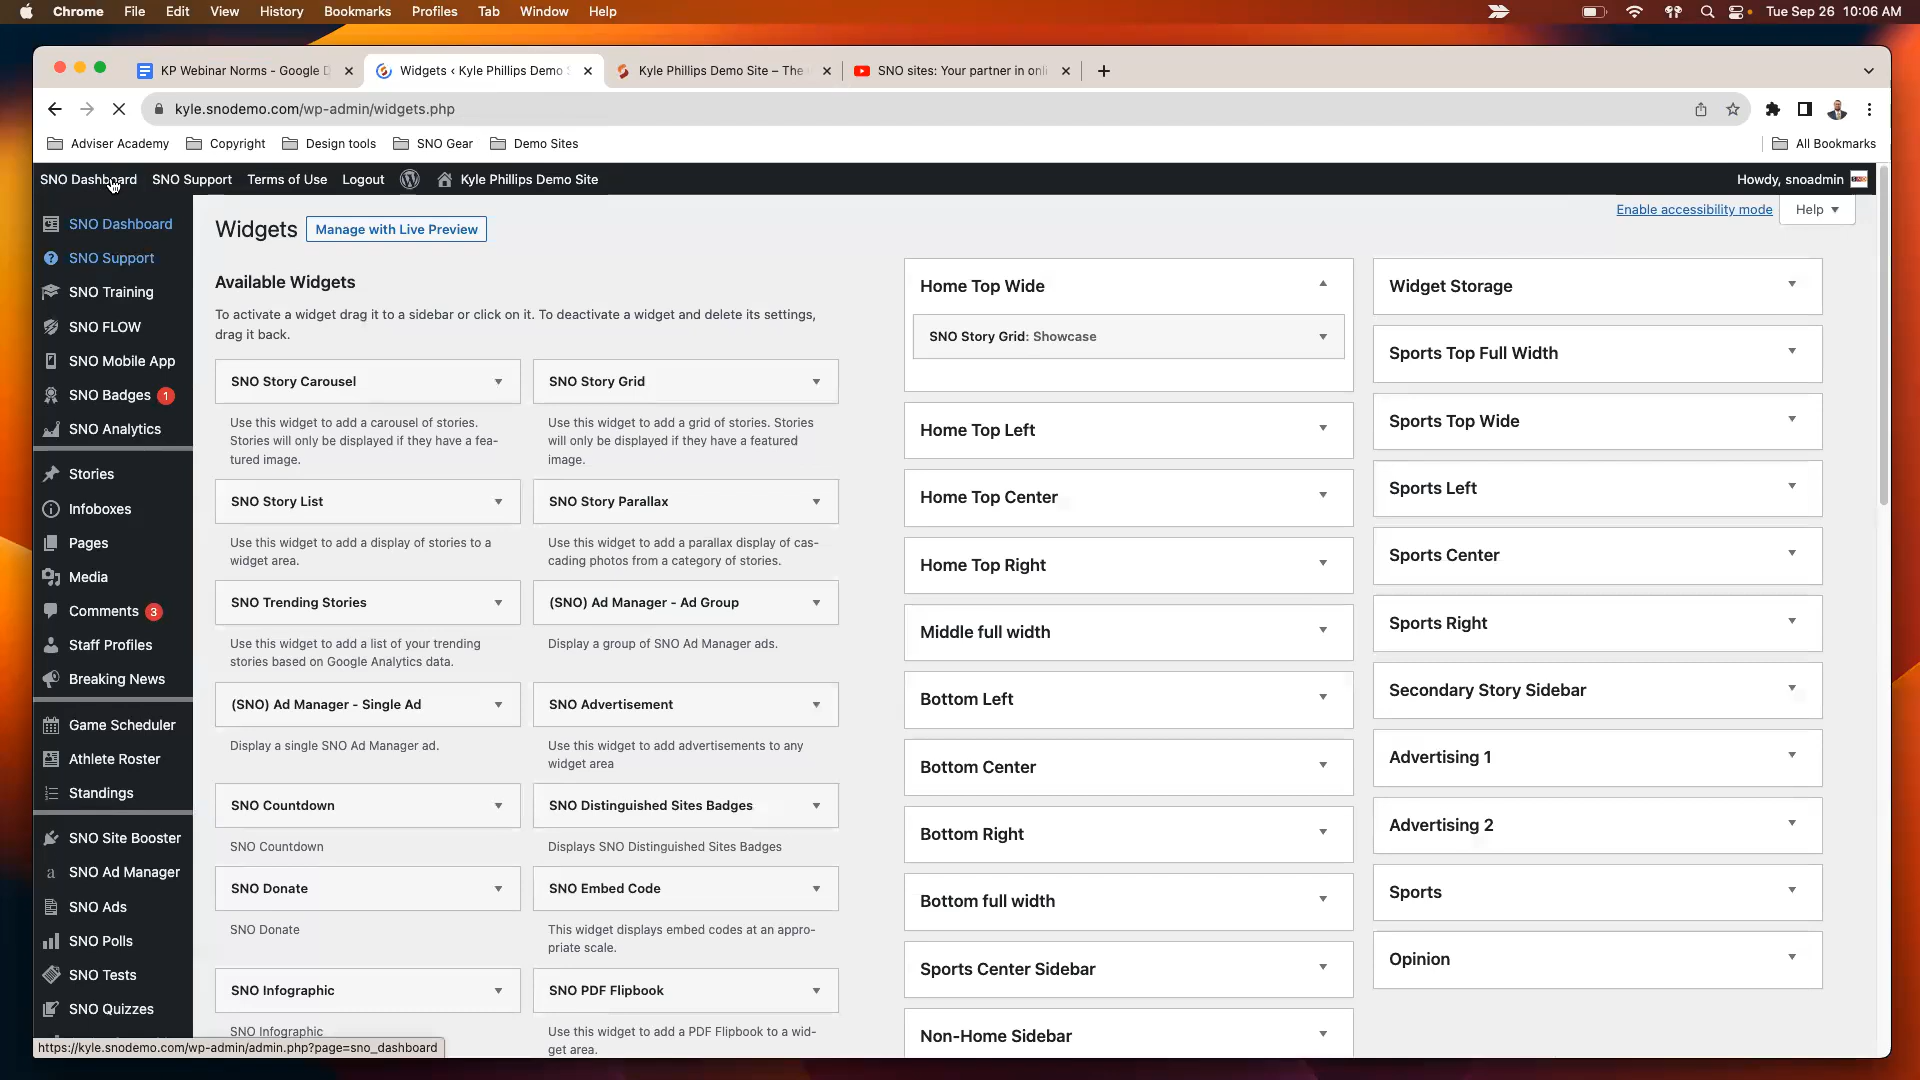 Chrome File Edit View History Bookmarks Profiles Tab Window Help Tue Sep 26 10:06 AM
KP Webinar Norms - Google D
Widgets ‹ Kyle Phillips Demo S
Kyle Phillips Demo Site – The
SNO sites: Your partner in onli
kyle.snodemo.com/wp-admin/widgets.php
Adviser Academy Copyright Design tools SNO Gear Demo Sites All Bookmarks
SNO Dashboard SNO Support Terms of Use Logout Kyle Phillips Demo Site Howdy, snoadmin
SNO Dashboard
SNO Support
SNO Training
SNO FLOW
SNO Mobile App
SNO Badges 1
SNO Analytics
Stories
Infoboxes
Pages
Media
Comments 3
Staff Profiles
Breaking News
Game Scheduler
Athlete Roster
Standings
SNO Site Booster
a SNO Ad Manager
SNO Ads
SNO Polls
SNO Tests
SNO Quizzes
https://kyle.snodemo.com/wp-admin/admin.php?page=sno_dashboard
Widgets Manage with Live Preview
Enable accessibility mode Help
Available Widgets
To activate a widget drag it to a sidebar or click on it. To deactivate a widget and delete its settings,
drag it back.
SNO Story Carousel
Use this widget to add a carousel of stories.
Stories will only be displayed if they have a fea-
tured image.
SNO Story Grid
Use this widget to add a grid of stories. Stories
will only be displayed if they have a featured
image.
SNO Story List
Use this widget to add a display of stories to a
widget area.
SNO Story Parallax
Use this widget to add a parallax display of cas-
cading photos from a category of stories.
SNO Trending Stories
Use this widget to add a list of your trending
stories based on Google Analytics data.
(SNO) Ad Manager - Ad Group
Display a group of SNO Ad Manager ads.
(SNO) Ad Manager - Single Ad
Display a single SNO Ad Manager ad.
SNO Advertisement
Use this widget to add advertisements to any
widget area
SNO Countdown
SNO Countdown
SNO Distinguished Sites Badges
Displays SNO Distinguished Sites Badges
SNO Donate
SNO Donate
SNO Embed Code
This widget displays embed codes at an appro-
priate scale.
SNO Infographic
SNO Infographic
SNO PDF Flipbook
Use this widget to add a PDF Flipbook to a wid-
get area.
Home Top Wide
SNO Story Grid: Showcase
Home Top Left
Home Top Center
Home Top Right
Middle full width
Bottom Left
Bottom Center
Bottom Right
Bottom full width
Sports Center Sidebar
Non-Home Sidebar
Widget Storage
Sports Top Full Width
Sports Top Wide
Sports Left
Sports Center
Sports Right
Secondary Story Sidebar
Advertising 1
Advertising 2
Sports
Opinion